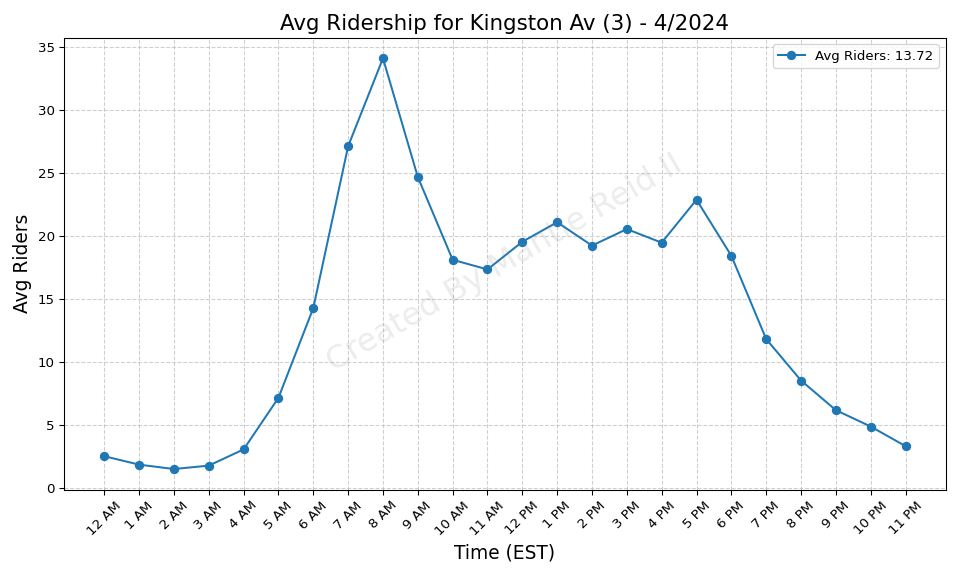 Avg Ridership for Kingston Av (3) - 4/2024
Avg Riders: 13.72
Avg Riders
35
30
25
20
15
10
5
0
Created By Reid II
12 AM
1 AM
2 AM
3 AM
4 AM
5 AM
6 AM
7 AM
8 AM
9 AM
10 AM
11 AM
12 PM
1 PM
2 PM
3 PM
4 PM
5 PM
6 PM
7 PM
8 PM
9 PM
10 PM
11 PM
Time (EST)